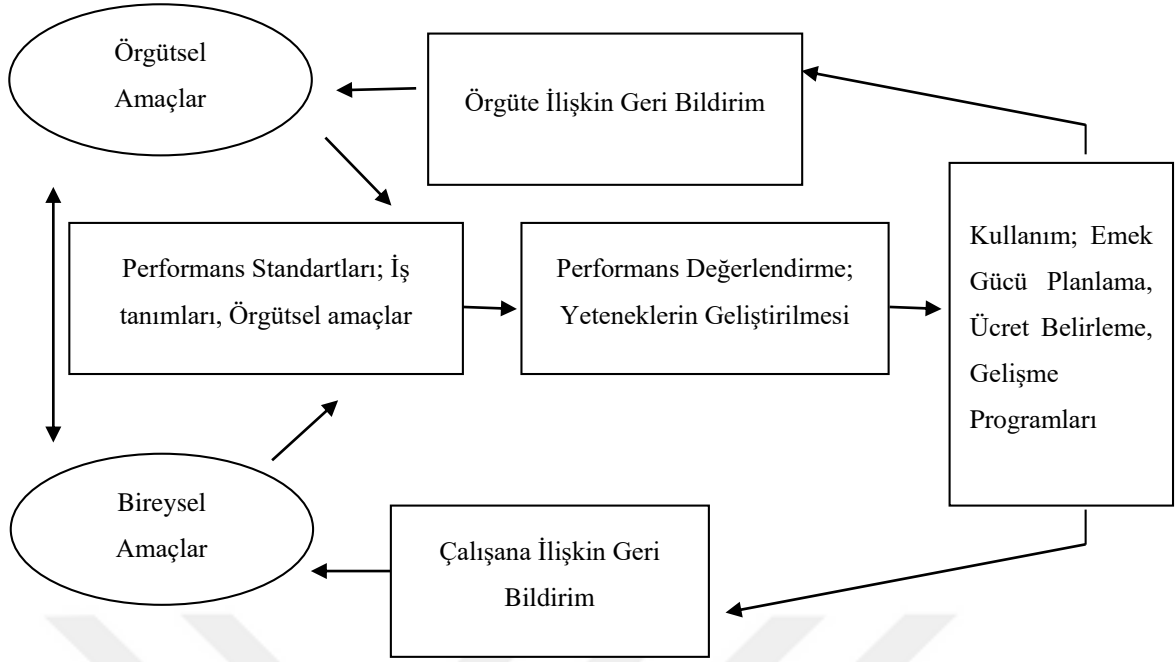 Örgütsel
Amaçlar
Örgüte İlişkin Geri Bildirim
Performans Standartları; İş
tanımları, Örgütsel amaçlar
Performans Değerlendirme;
Yeteneklerin Geliştirilmesi
Kullanım; Emek
Gücü Planlama,
Ücret Belirleme,
Gelişme
Programları
Bireysel
Amaçlar
Çalışana İlişkin Geri
Bildirim